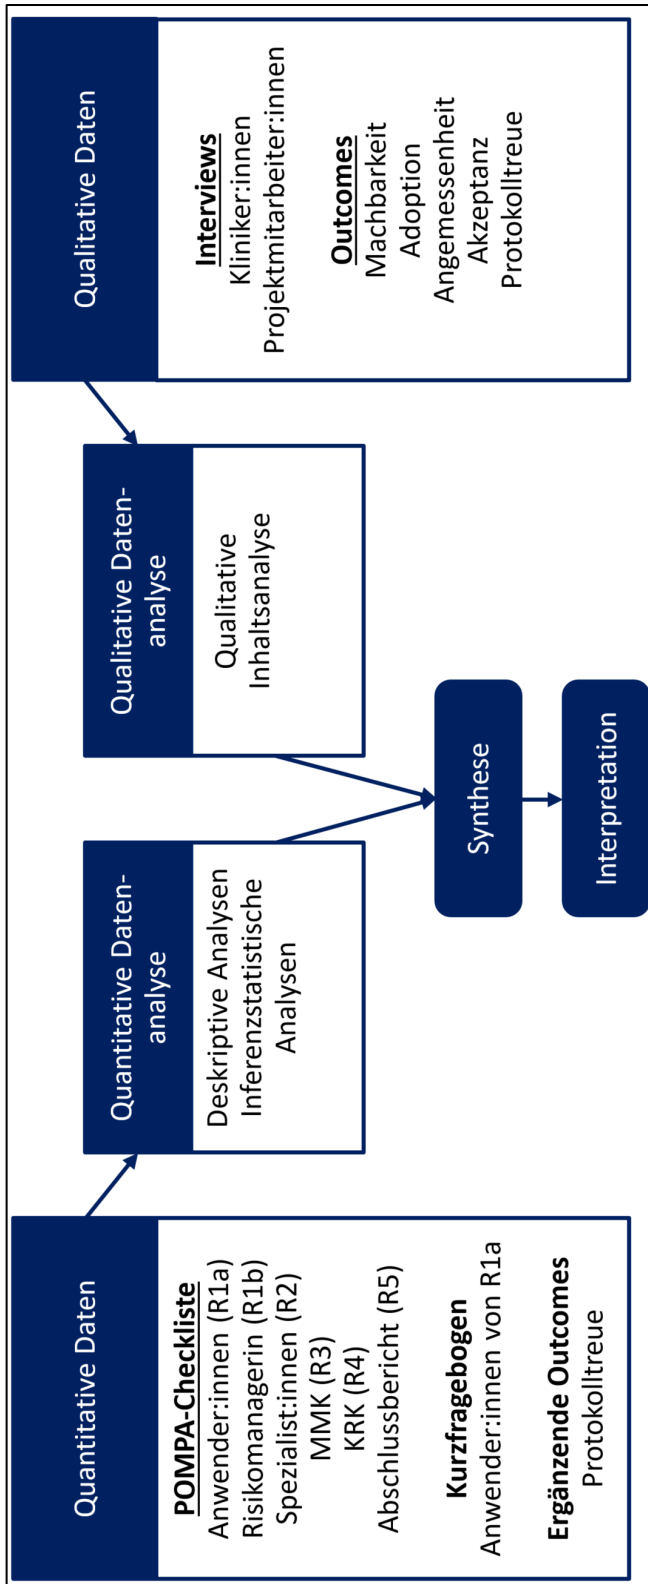 Quantitative Daten
POMPA-Checkliste
Anwender:innen (R1a)
Risikomanagerin (R1b)
Spezialist:innen (R2)
MMK (R3)
KRK (R4)
Abschlussbericht (R5)
Kurzfragebogen
Anwender:innen von R1a
Ergänzende Outcomes
Protokolltreue
Quantitative Daten-
analyse
Deskriptive Analysen
Inferenzstatistische
Analysen
Qualitative Daten-
analyse
Qualitative
Inhaltsanalyse
Qualitative Daten
Interviews
Kliniker:innen
Projektmitarbeiter:innen
Outcomes
Machbarkeit
Adoption
Angemessenheit
Akzeptanz
Protokolltreue
Synthese
Interpretation